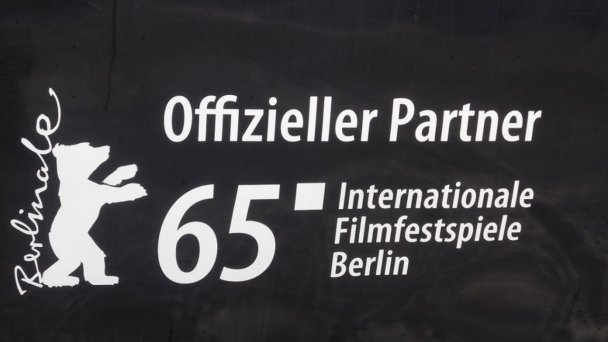 Berlinale
Offizieller Partner
65
Internationale
Filmfestspiele
Berlin